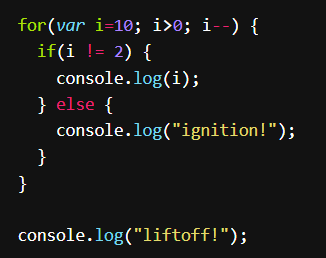 for(var i=10; i>0; i--) {
  if(i != 2) {
    console.log(i);
  } else {
    console.log("ignition!");
  }
}

console.log("liftoff!");